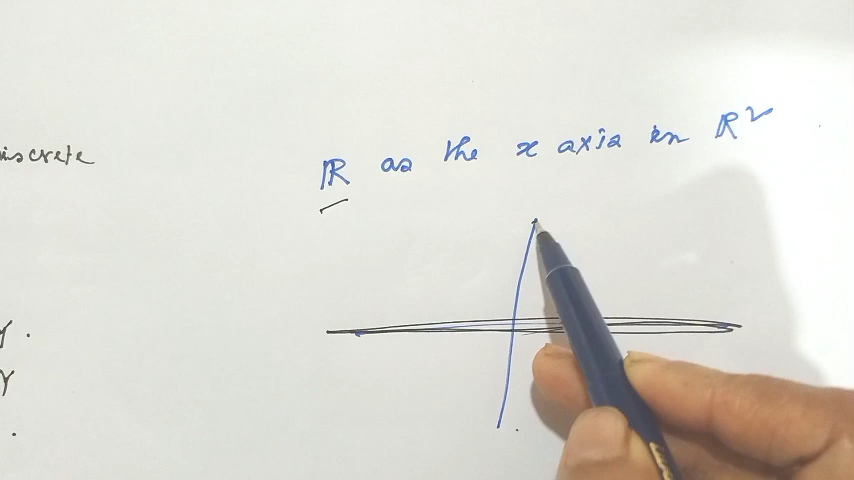 ℝ as the x axis in ℝ²
iscrete
y.
Y
.